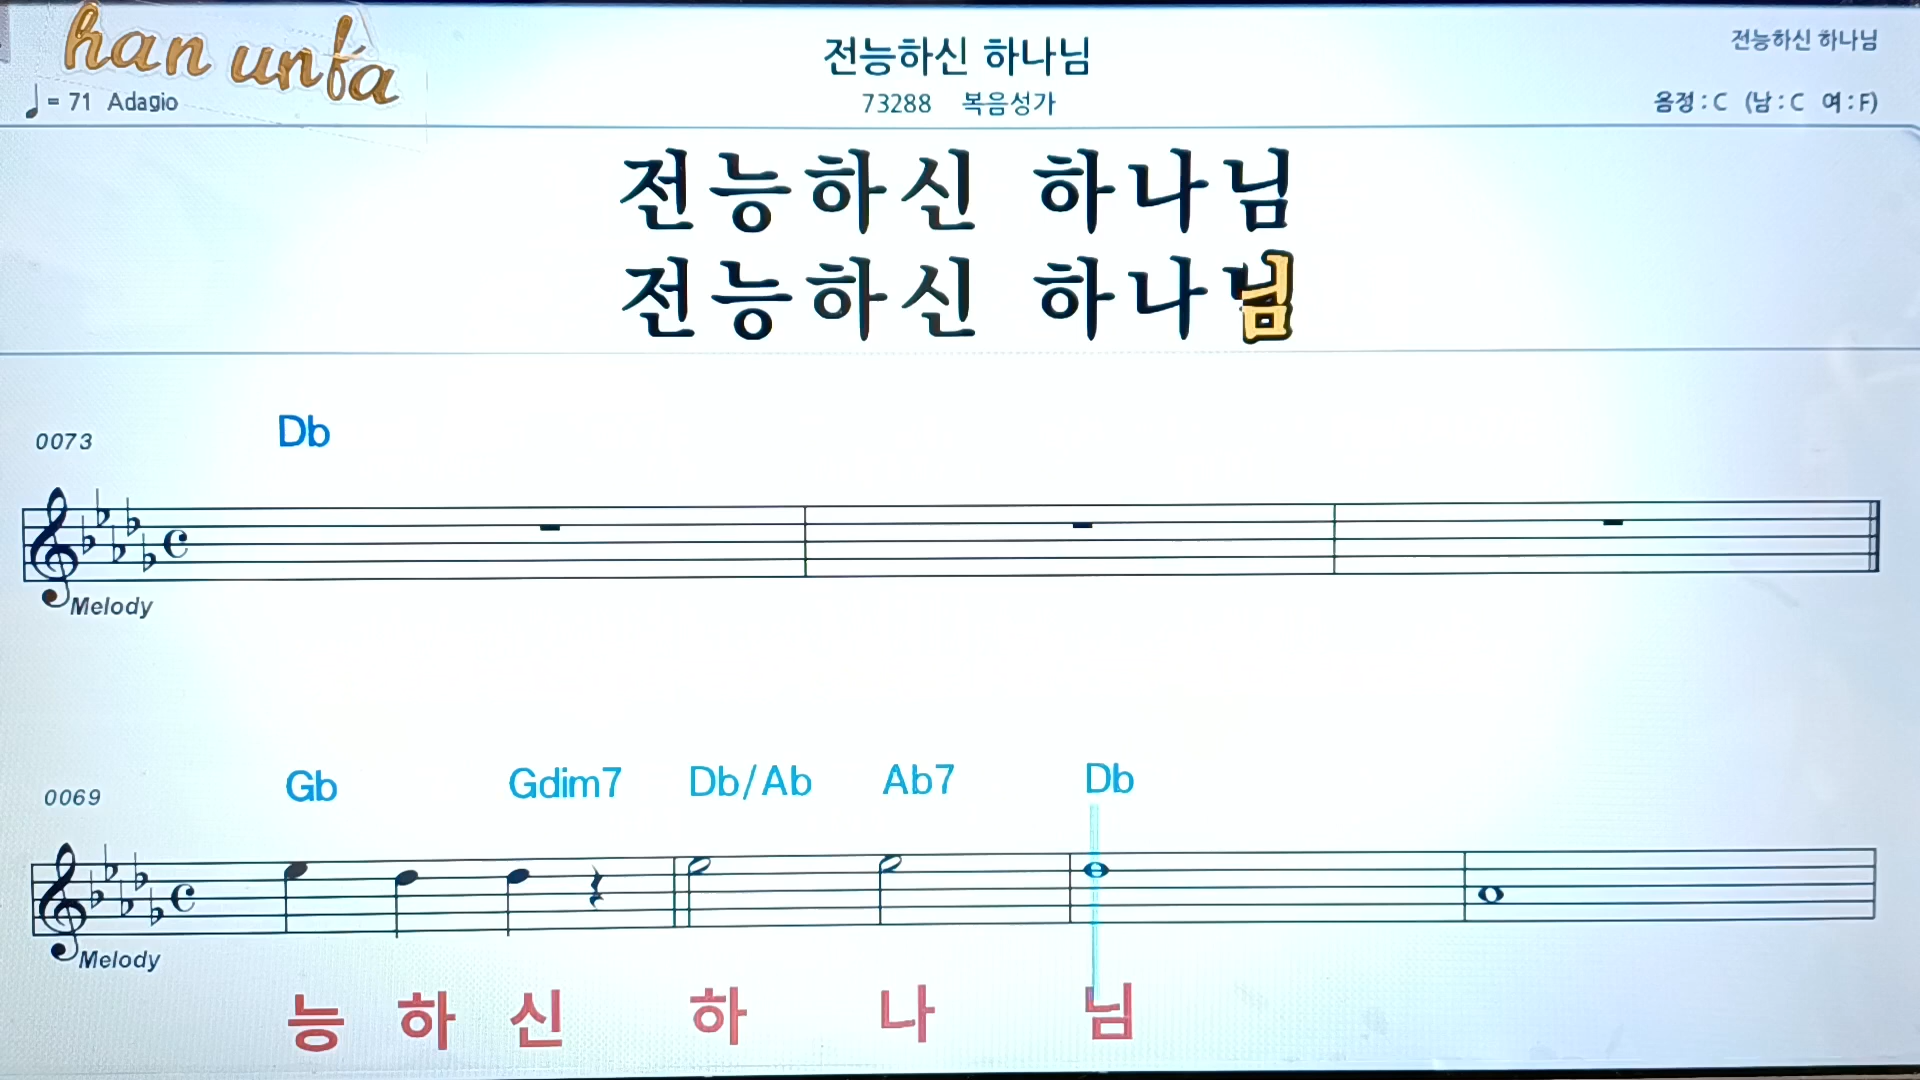 han unfa
♩ = 71 Adagio
전능하신 하나님
73288 복음성가
전능하신 하나님
음정 : C (남 : C 여 : F)
전능하신 하나님
전능하신 하나님
0073
Db
Melody
0069
Gb Gdim7 Db/Ab Ab7 Db
Melody
능 하 신 하 나 님